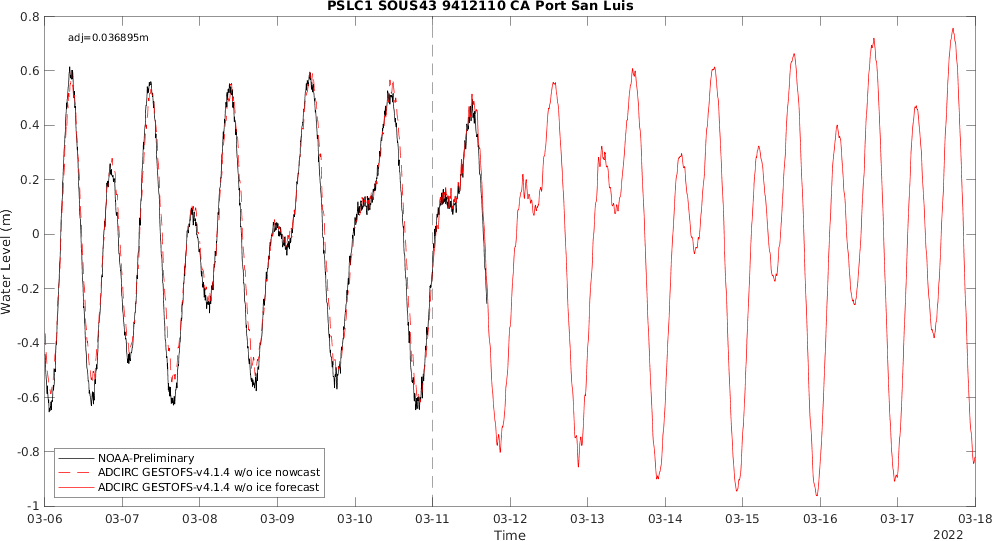 PSLC1 SOUS43 9412110 CA Port San Luis
adj=0.036895m
0.8
0.6
0.4
0.2
0
-0.2
-0.4
-0.6
-0.8
-1
Water Level (m)
NOAA-Preliminary
ADCIRC GESTOFS-v4.1.4 w/o ice nowcast
ADCIRC GESTOFS-v4.1.4 w/o ice forecast
03-06 03-07 03-08 03-09 03-10 03-11 03-12 03-13 03-14 03-15 03-16 03-17 03-18
Time
2022